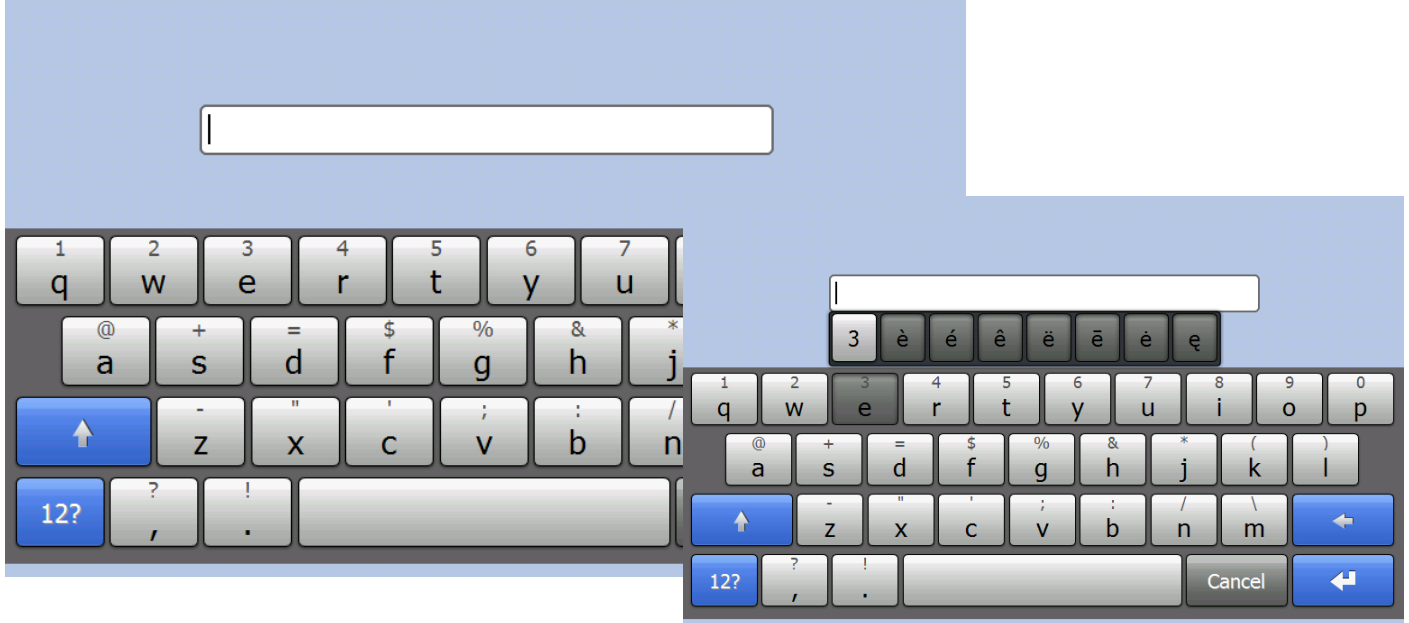 1 2 3 4 5 6 7
q w e r t y u
@ + = $ % & *
a s d f g h j
- " ' ; : /
z x c v b n
12? ? !
, .
3 è é ê ë ē ė ę
1 2 3 4 5 6 7 8 9 0
q w e r t y u i o p
@ + = $ % & * ( )
a s d f g h j k l
- " ' ; : / \
z x c v b n m
12? ? ! Cancel
, .